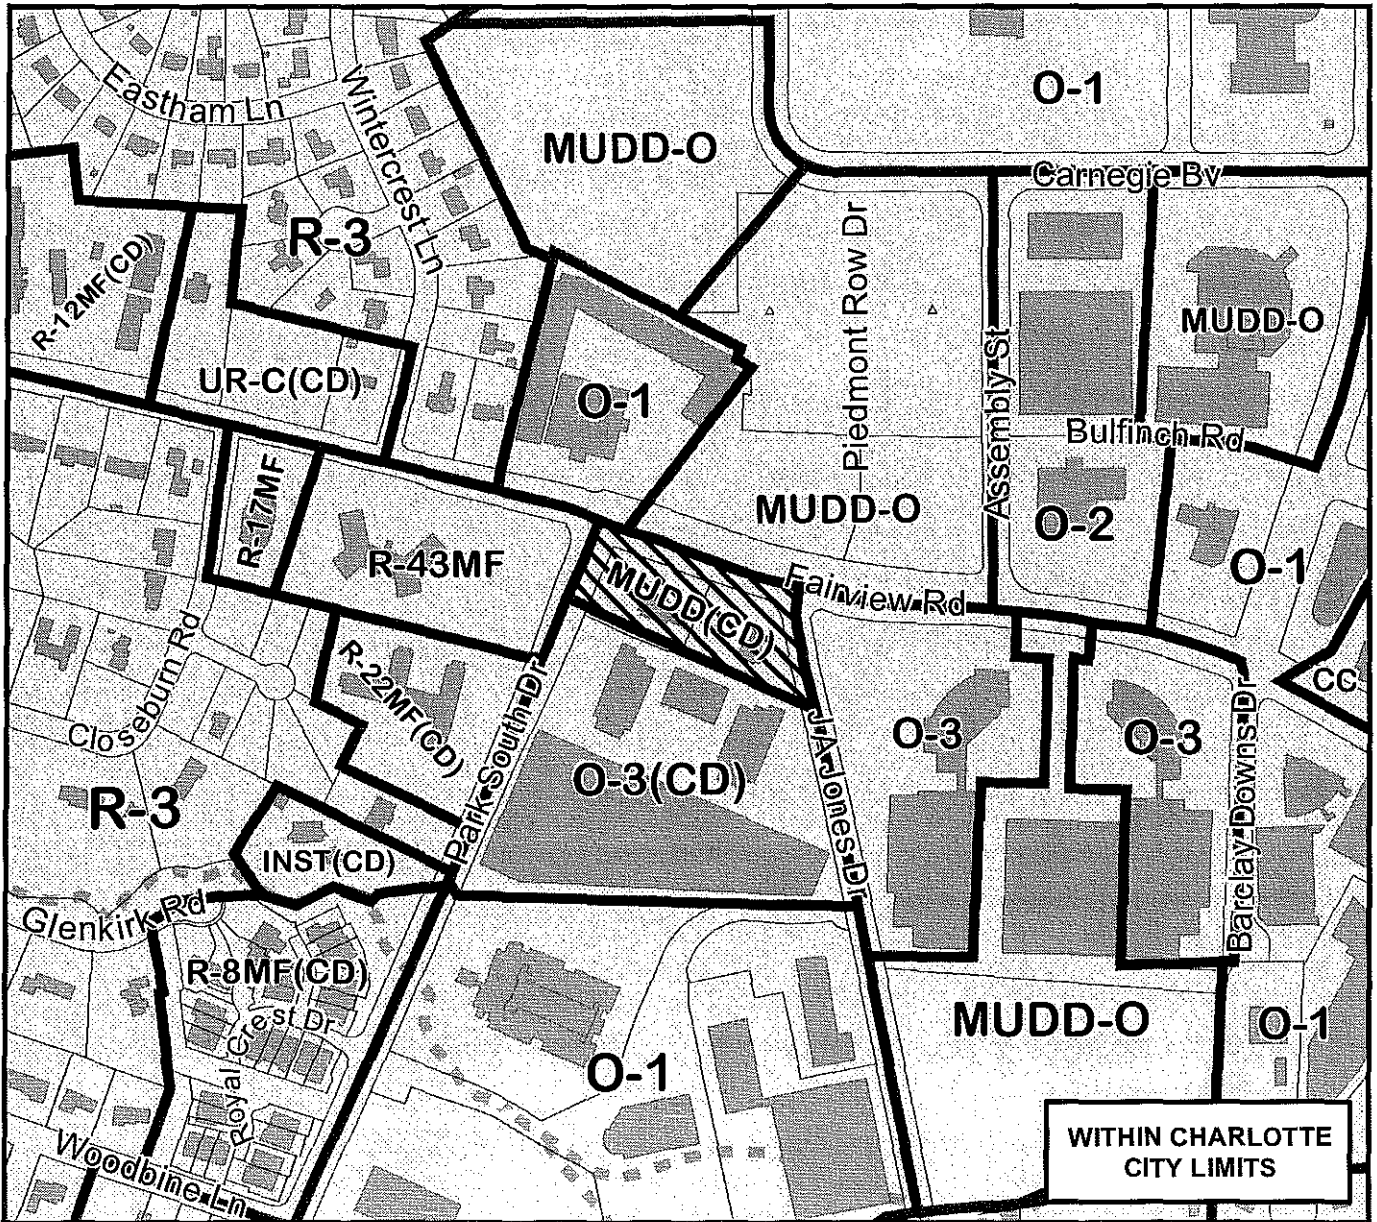 O-1
Eastham Ln
Wintercrest Ln
MUDD-O
Carnegie Bv
R-3
R-12MF(CD)
Piedmont Row Dr
MUDD-O
Assembly St
UR-C(CD)
O-1
Bulfinch Rd
R-17MF
MUDD-O
O-2
R-43MF
O-1
MUDD(CD)
Fairview Rd
Closeburn Rd
R-22MF(CD)
Park South Dr
CC
J A Jones Dr
O-3
O-3
Barclay Downs Dr
O-3(CD)
R-3
INST(CD)
Glenkirk Rd
R-8MF(CD)
Royal Crest Dr
MUDD-O
O-1
O-1
Woodbine Ln
WITHIN CHARLOTTE
CITY LIMITS